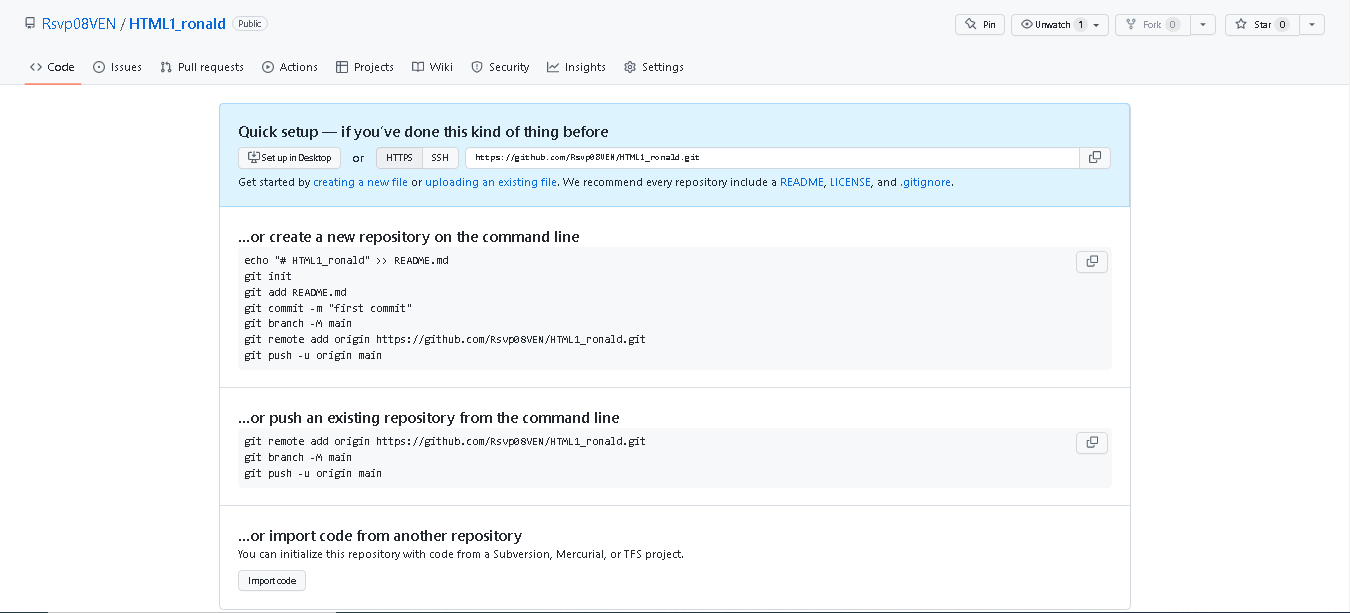 Rsvp08VEN / HTML1_ronald Public
Pin Unwatch 1 Fork 0 Star 0
Code Issues Pull requests Actions Projects Wiki Security Insights Settings
Quick setup — if you've done this kind of thing before
Set up in Desktop or HTTPS SSH https://github.com/Rsvp08VEN/HTML1_ronald.git
Get started by creating a new file or uploading an existing file. We recommend every repository include a README, LICENSE, and .gitignore.
…or create a new repository on the command line
echo "# HTML1_ronald" >> README.md
git init
git add README.md
git commit -m "first commit"
git branch -M main
git remote add origin https://github.com/Rsvp08VEN/HTML1_ronald.git
git push -u origin main
…or push an existing repository from the command line
git remote add origin https://github.com/Rsvp08VEN/HTML1_ronald.git
git branch -M main
git push -u origin main
…or import code from another repository
You can initialize this repository with code from a Subversion, Mercurial, or TFS project.
Import code